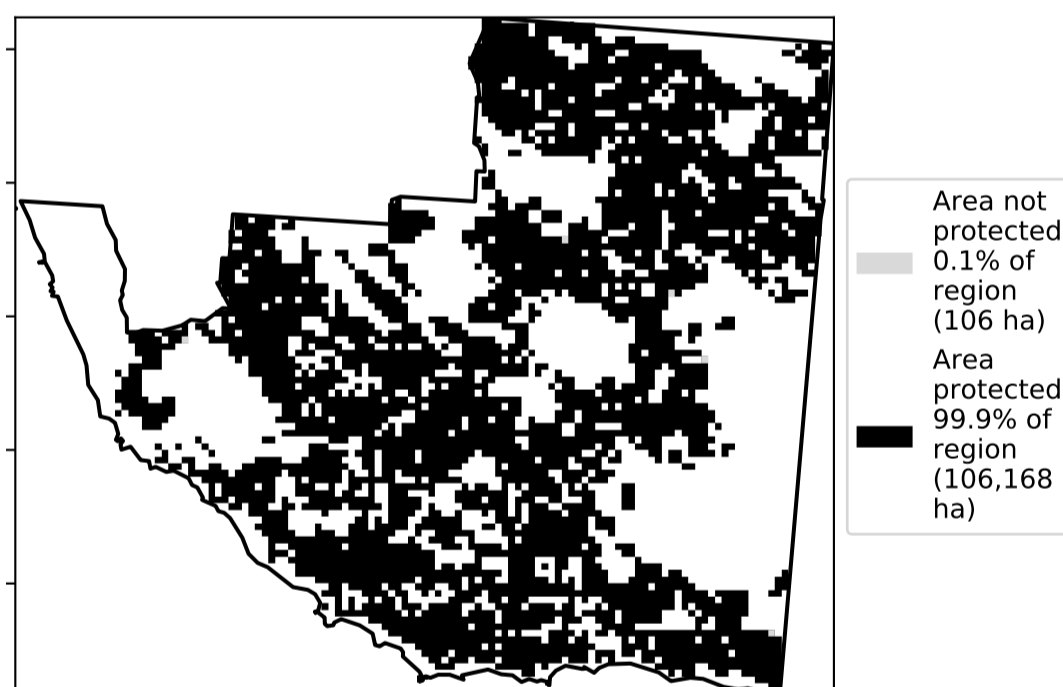 Area not
protected
0.1% of
region
(106 ha)
Area
protected
99.9% of
region
(106,168
ha)